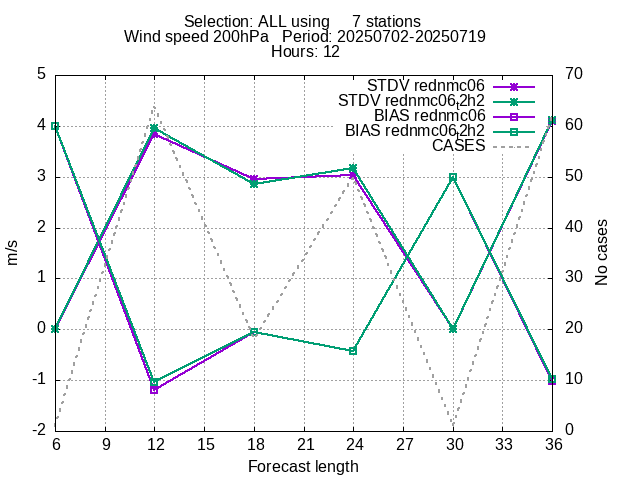 Selection: ALL using     7 stations
Wind speed 200hPa   Period: 20250702-20250719
Hours: 12
STDV rednmc06
STDV rednmc06t2h2
BIAS rednmc06
BIAS rednmc06t2h2
CASES
5
4
3
2
1
0
-1
-2
m/s
70
60
50
40
30
20
10
0
No cases
6 9 12 15 18 21 24 27 30 33 36
Forecast length